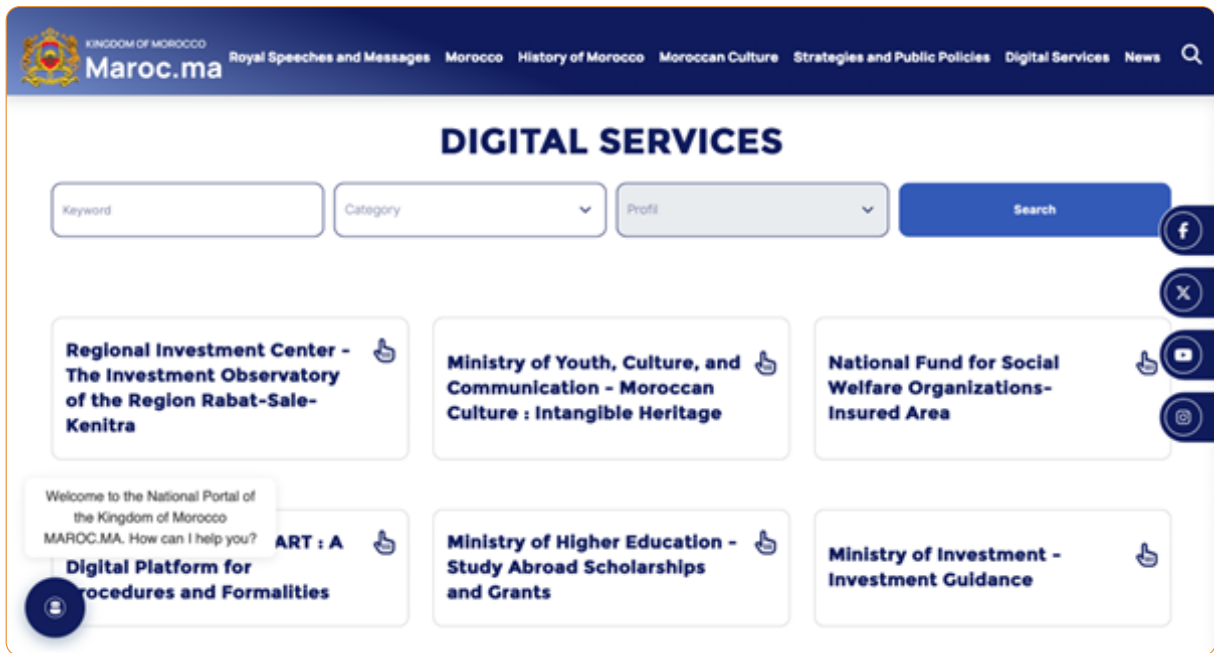 KINGDOM OF MOROCCO
Maroc.ma
Royal Speeches and Messages Morocco History of Morocco Moroccan Culture Strategies and Public Policies Digital Services News
DIGITAL SERVICES
Keyword
Category
Profil
Search
Regional Investment Center -
The Investment Observatory
of the Region Rabat-Sale-
Kenitra
Ministry of Youth, Culture, and
Communication - Moroccan
Culture : Intangible Heritage
National Fund for Social
Welfare Organizations-
Insured Area
Welcome to the National Portal of
the Kingdom of Morocco
MAROC.MA. How can I help you?
ART : A
Digital Platform for
rocedures and Formalities
Ministry of Higher Education -
Study Abroad Scholarships
and Grants
Ministry of Investment -
Investment Guidance